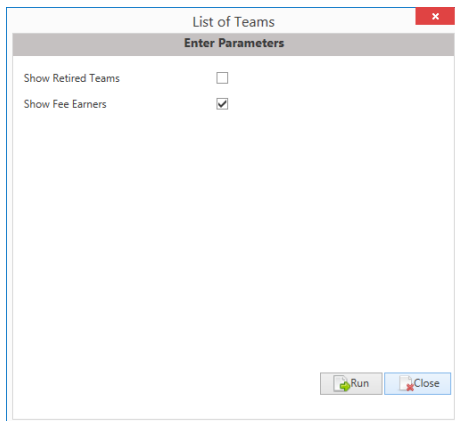 List of Teams
Enter Parameters
Show Retired Teams
Show Fee Earners
Run Close